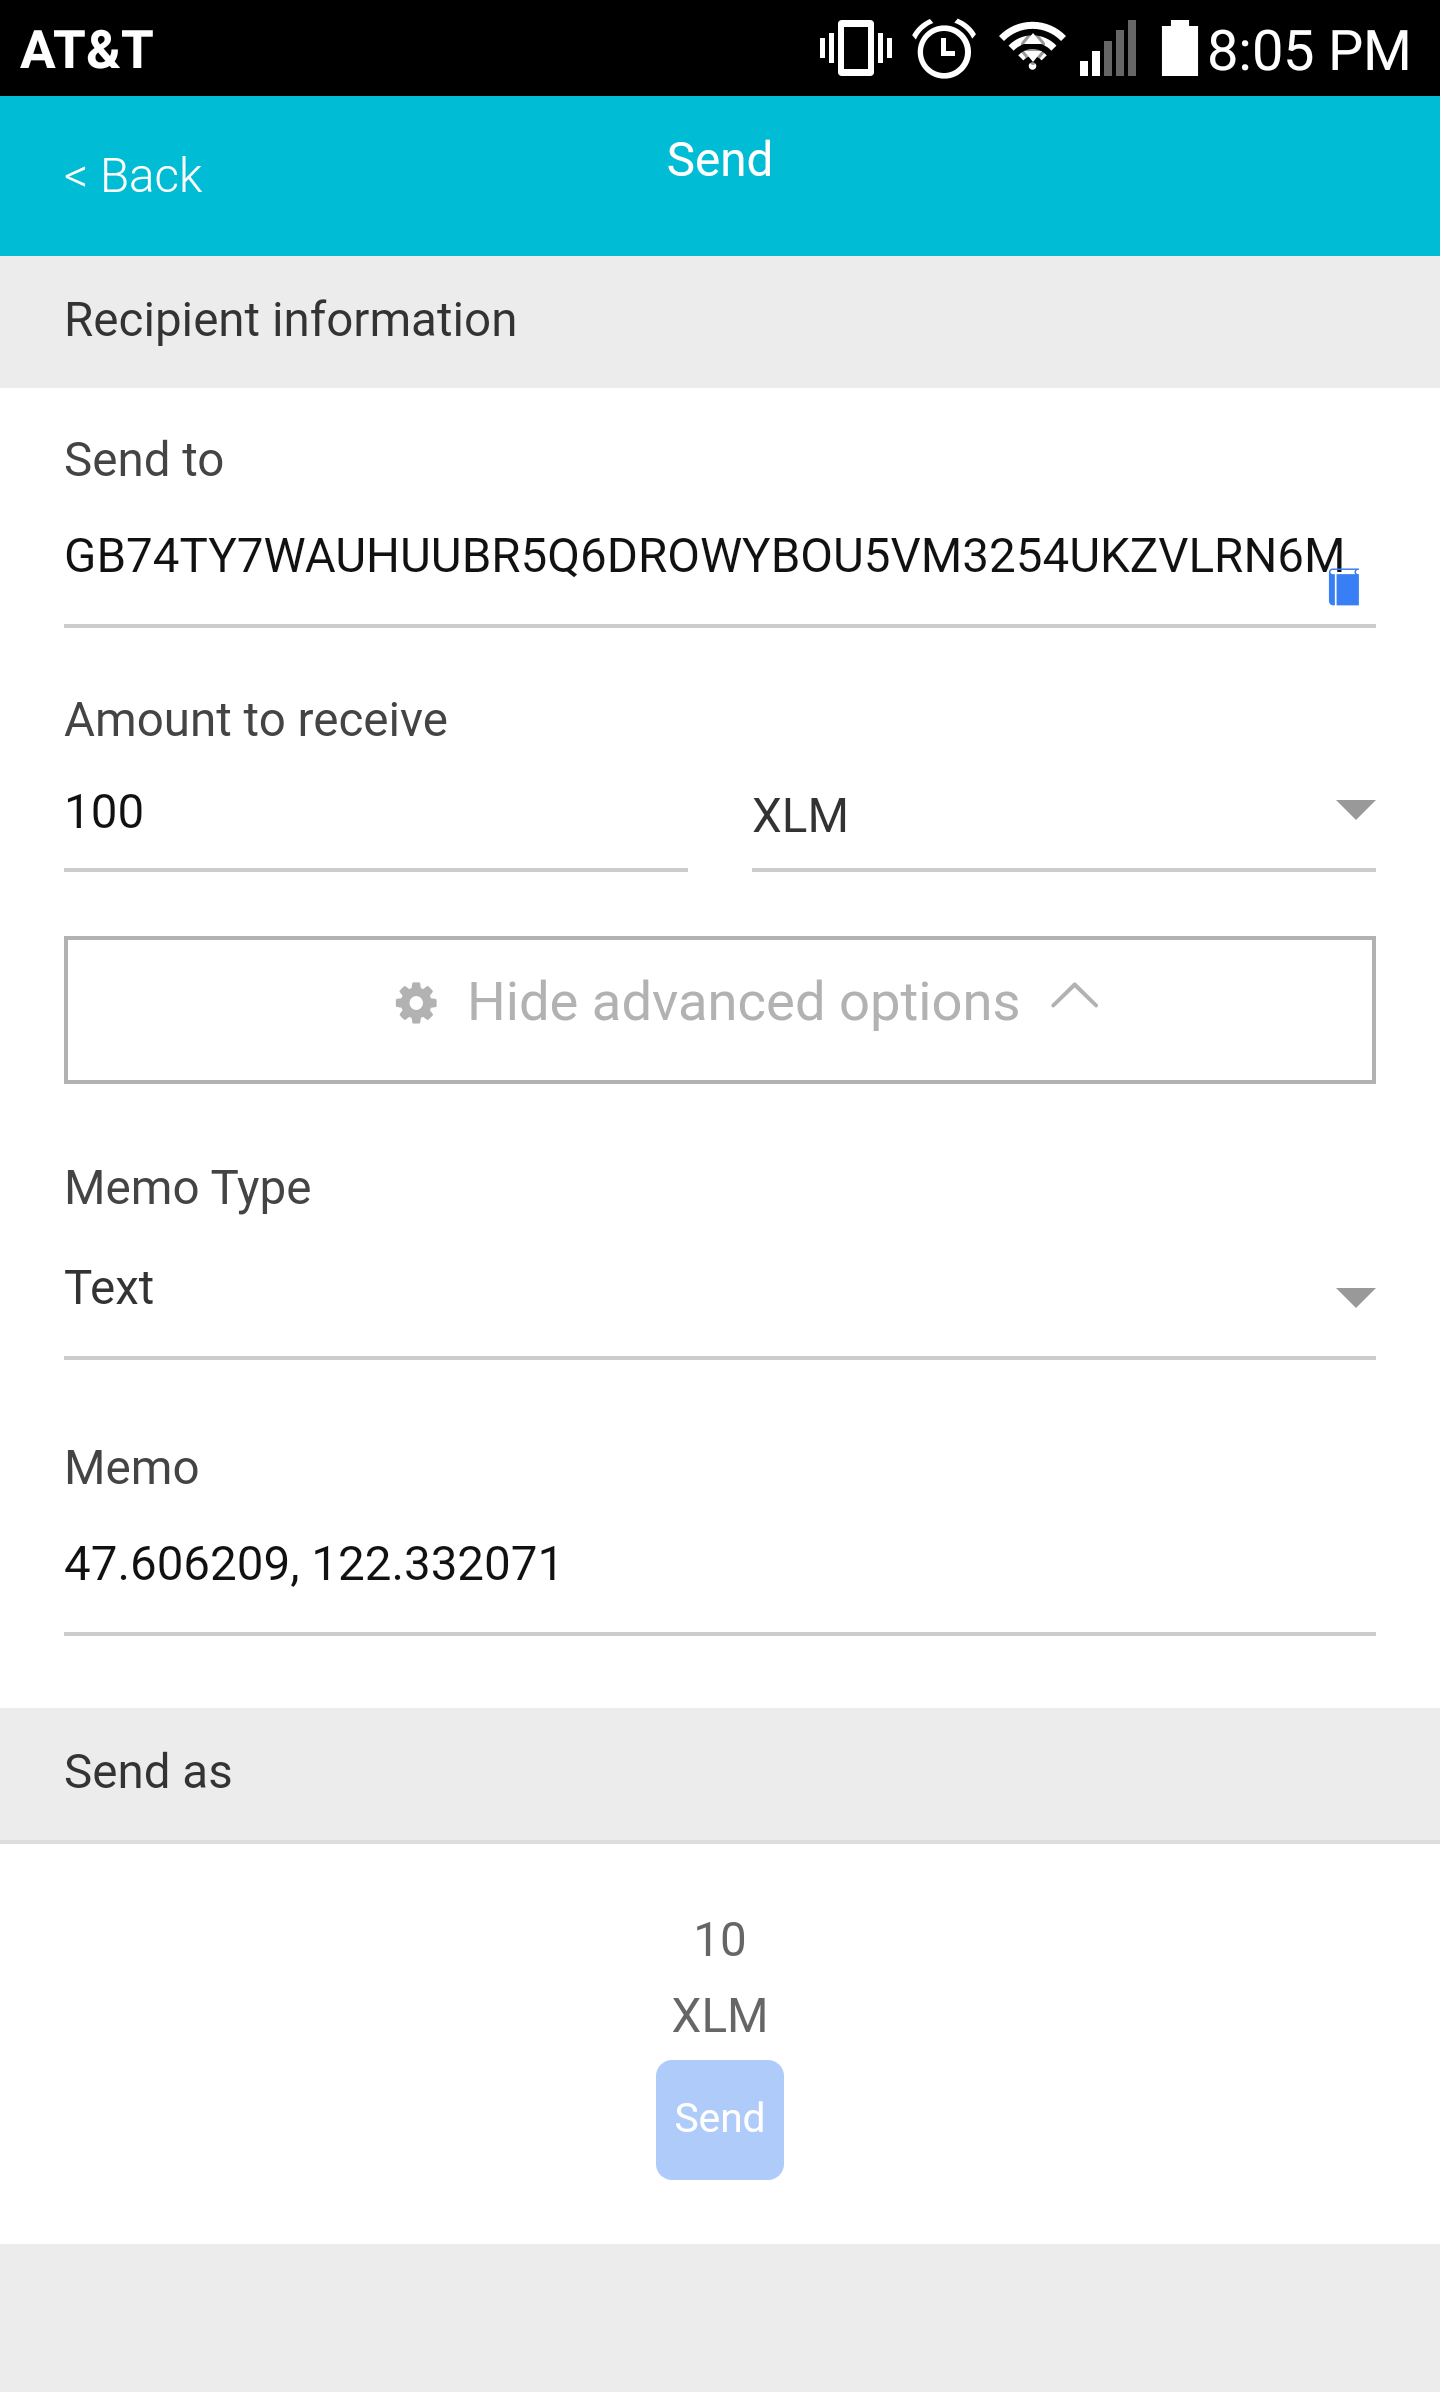 AT&T 8:05 PM
< Back Send
Recipient information
Send to
GB74TY7WAUHUUBR5Q6DROWYBOU5VM3254UKZVLRN6M
Amount to receive
100 XLM
Hide advanced options
Memo Type
Text
Memo
47.606209, 122.332071
Send as
10
XLM
Send